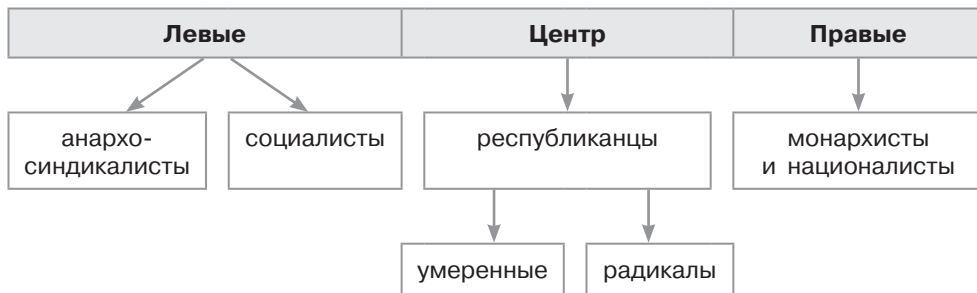 Левые
Центр
Правые
анархо-
синдикалисты
социалисты
республиканцы
монархисты
и националисты
умеренные
радикалы